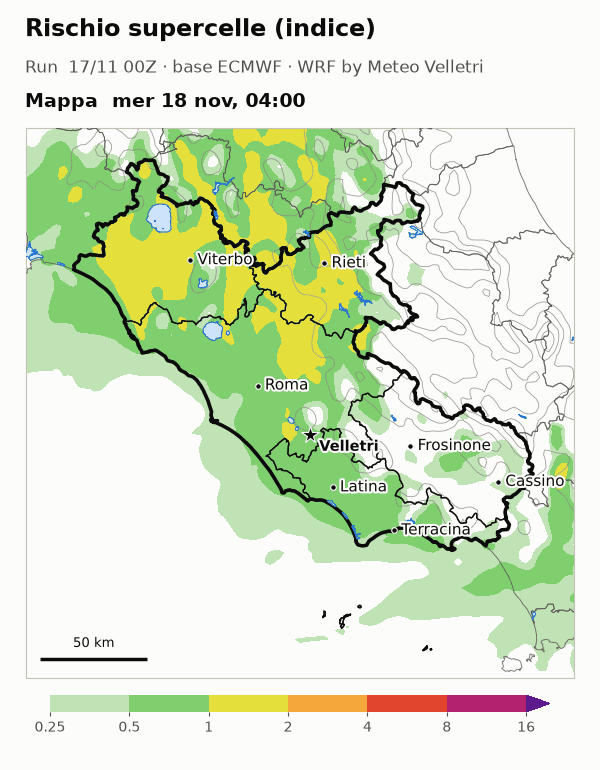 Rischio supercelle (indice)
Run 17/11 00Z · base ECMWF · WRF by Meteo Velletri
Mappa mer 18 nov, 04:00
Viterbo
Rieti
Roma
Velletri
Frosinone
Latina
Cassino
Terracina
50 km
0.25 0.5 1 2 4 8 16